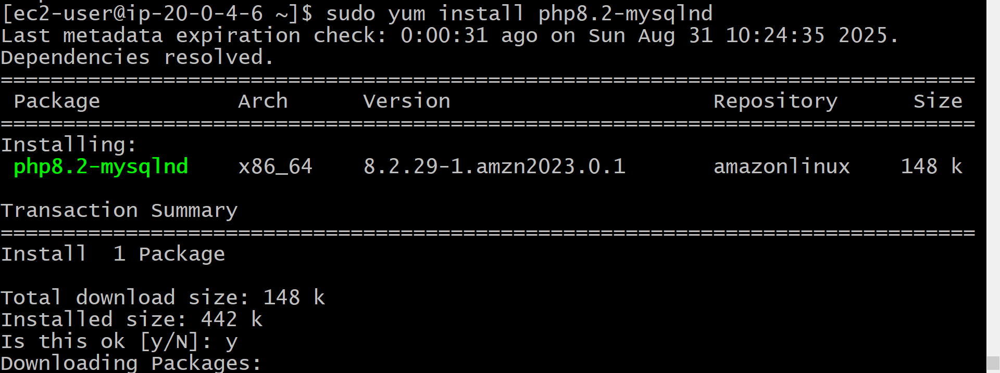 [ec2-user@ip-20-0-4-6 ~]$ sudo yum install php8.2-mysqlnd
Last metadata expiration check: 0:00:31 ago on Sun Aug 31 10:24:35 2025.
Dependencies resolved.
==============================================================================
 Package           Arch      Version                     Repository      Size
==============================================================================
Installing:
 php8.2-mysqlnd    x86_64    8.2.29-1.amzn2023.0.1       amazonlinux    148 k

Transaction Summary
==============================================================================
Install  1 Package

Total download size: 148 k
Installed size: 442 k
Is this ok [y/N]: y
Downloading Packages: